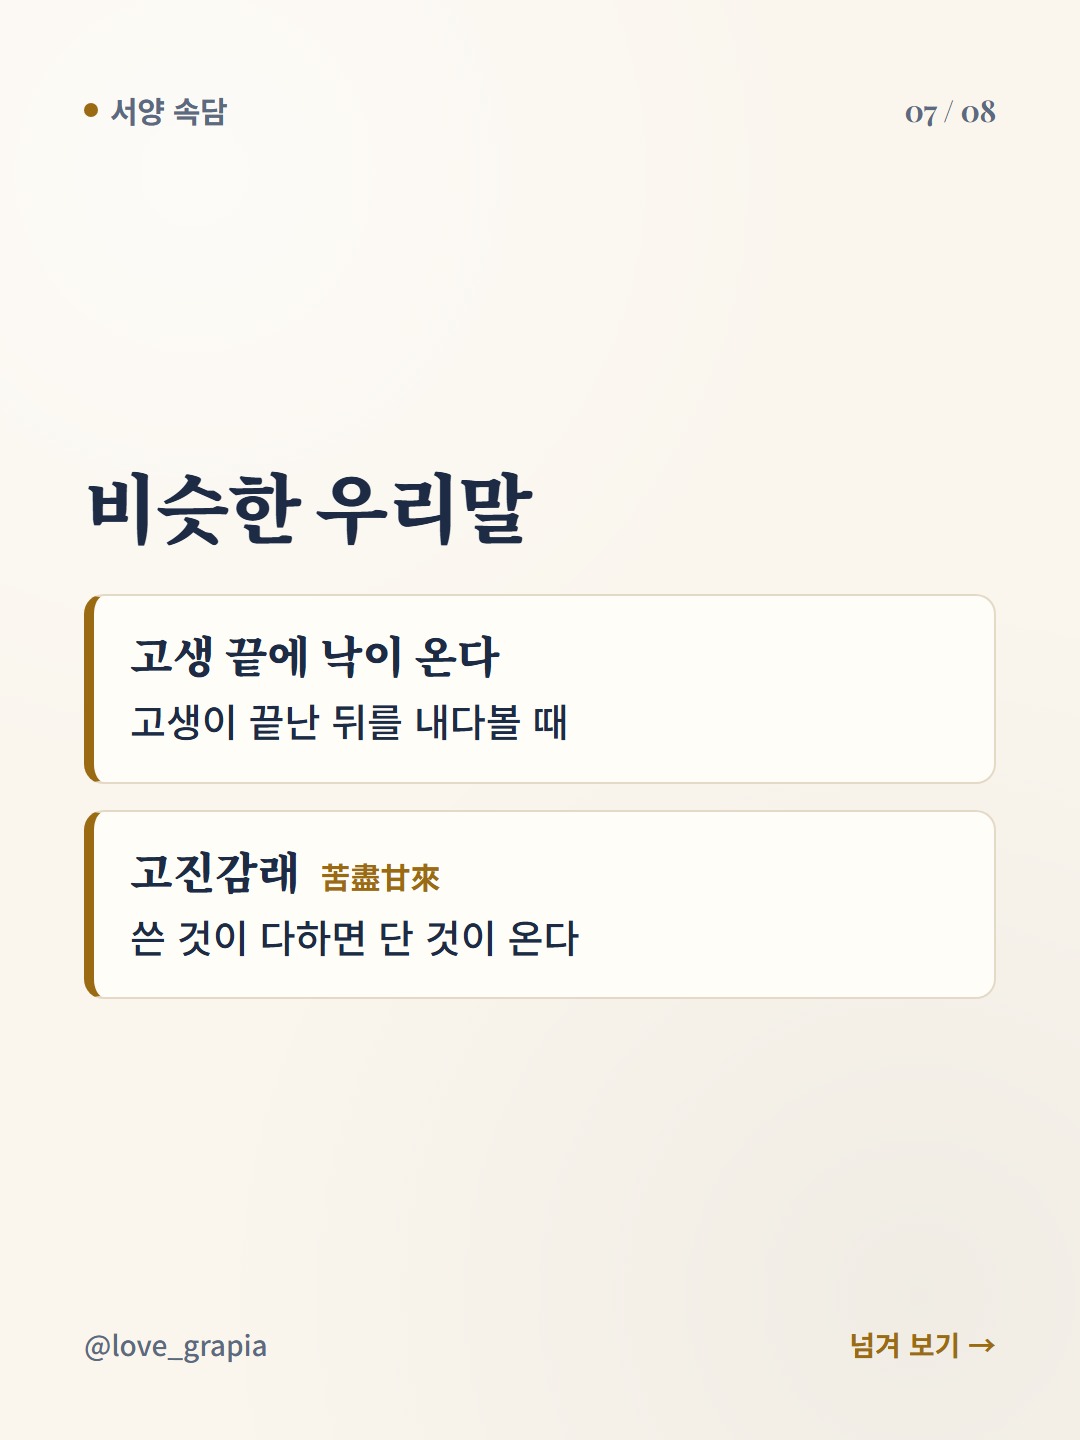 서양 속담
07 / 08
비슷한 우리말
고생 끝에 낙이 온다
고생이 끝난 뒤를 내다볼 때
고진감래 苦盡甘來
쓴 것이 다하면 단 것이 온다
@love_grapia
넘겨 보기 →